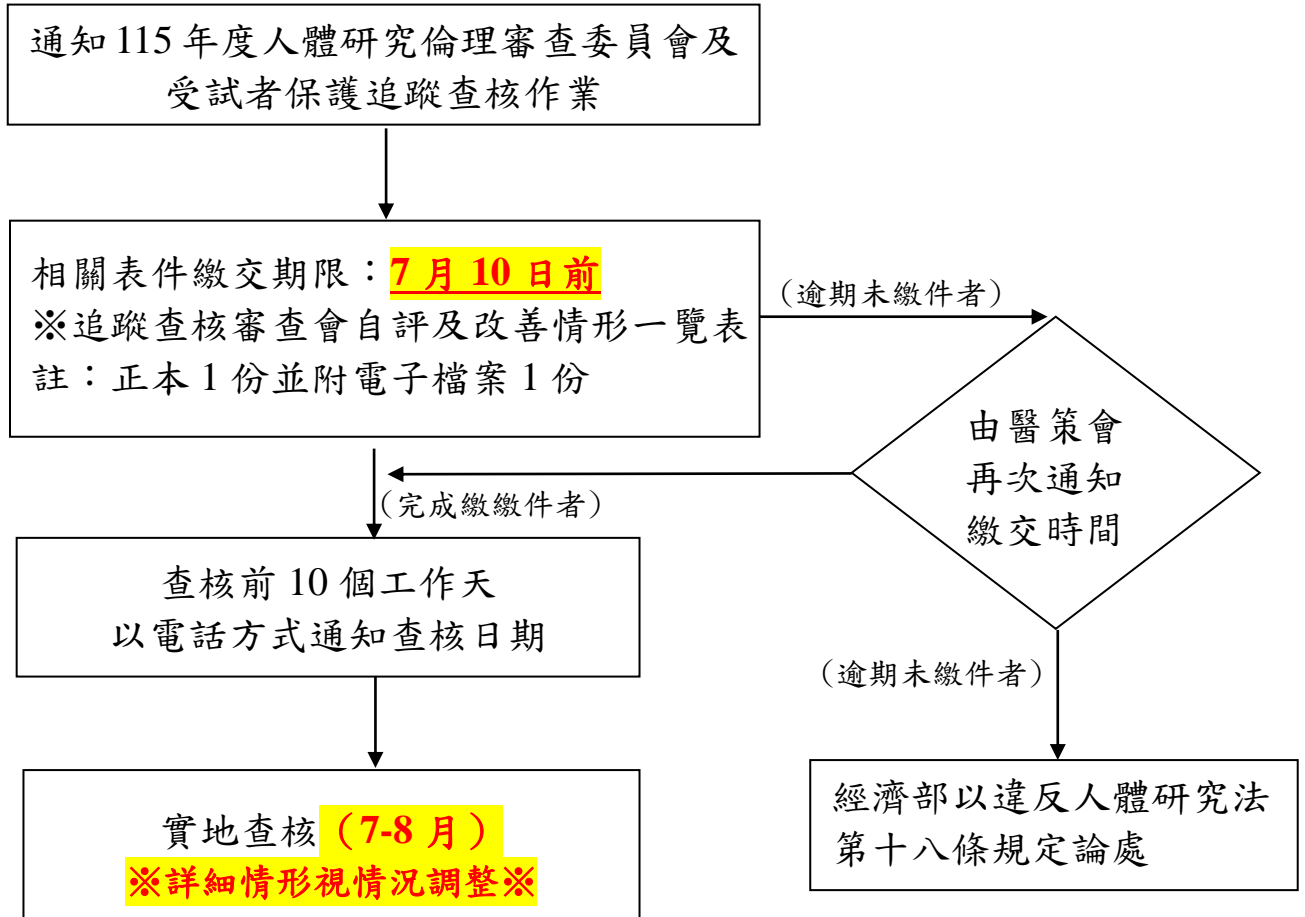 通知 115 年度人體研究倫理審查委員會及
受試者保護追蹤查核作業
相關表件繳交期限：7 月 10 日前
※追蹤查核審查會自評及改善情形一覽表
註：正本 1 份並附電子檔案 1 份
（逾期未繳件者）
由醫策會
再次通知
繳交時間
（完成繳繳件者）
查核前 10 個工作天
以電話方式通知查核日期
（逾期未繳件者）
實地查核（7-8 月）
※詳細情形視情況調整※
經濟部以違反人體研究法
第十八條規定論處